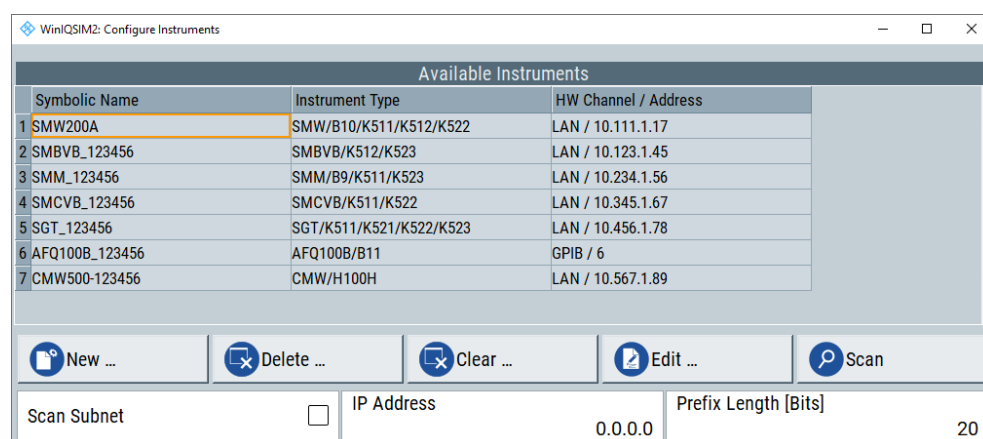 WinIQSIM2: Configure Instruments
Available Instruments
Symbolic Name Instrument Type HW Channel / Address
1 SMW200A SMW/B10/K511/K512/K522 LAN / 10.111.1.17
2 SMBVB_123456 SMBVB/K512/K523 LAN / 10.123.1.45
3 SMM_123456 SMM/B9/K511/K523 LAN / 10.234.1.56
4 SMCVB_123456 SMCVB/K511/K522 LAN / 10.345.1.67
5 SGT_123456 SGT/K511/K521/K522/K523 LAN / 10.456.1.78
6 AFQ100B_123456 AFQ100B/B11 GPIB / 6
7 CMW500-123456 CMW/H100H LAN / 10.567.1.89
New ... Delete ... Clear ... Edit ... Scan
Scan Subnet IP Address Prefix Length [Bits]
0.0.0.0 20